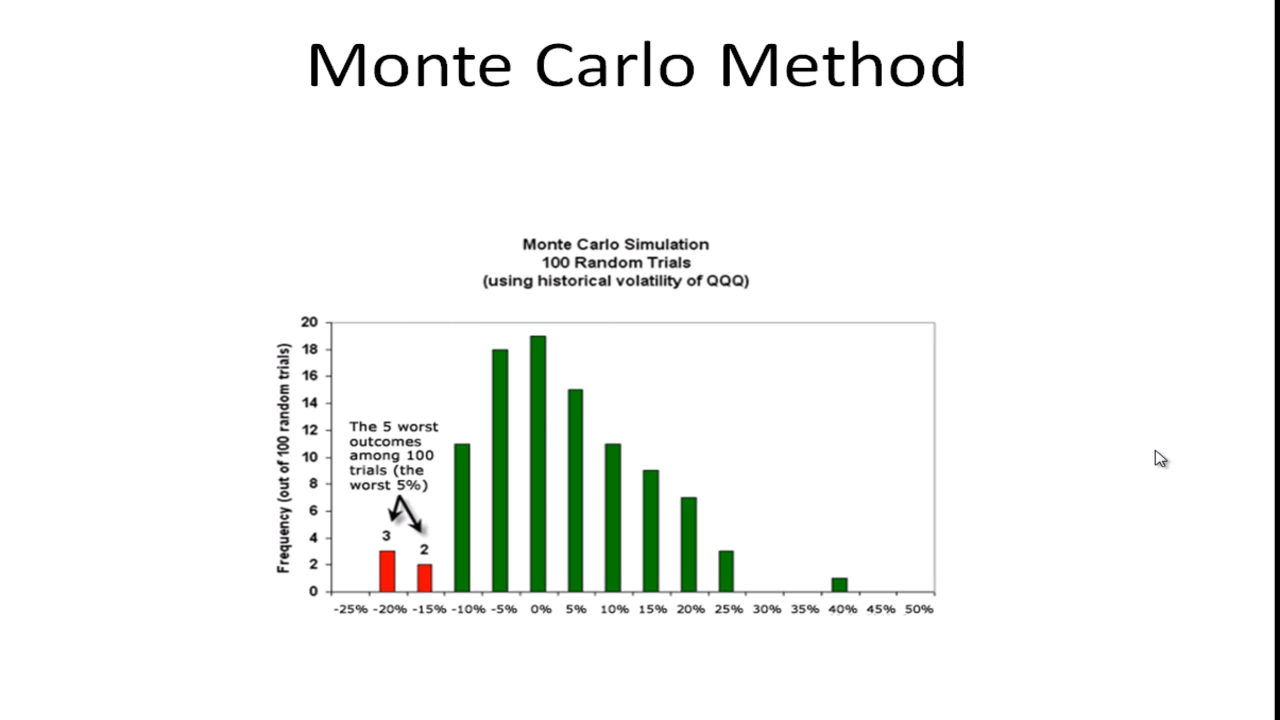 Monte Carlo Method
Monte Carlo Simulation
100 Random Trials
(using historical volatility of QQQ)
Frequency (out of 100 random trials)
20
18
16
14
12
10
8
6
4
2
0
The 5 worst
outcomes
among 100
trials (the
worst 5%)
3
2
-25% -20% -15% -10% -5% 0% 5% 10% 15% 20% 25% 30% 35% 40% 45% 50%